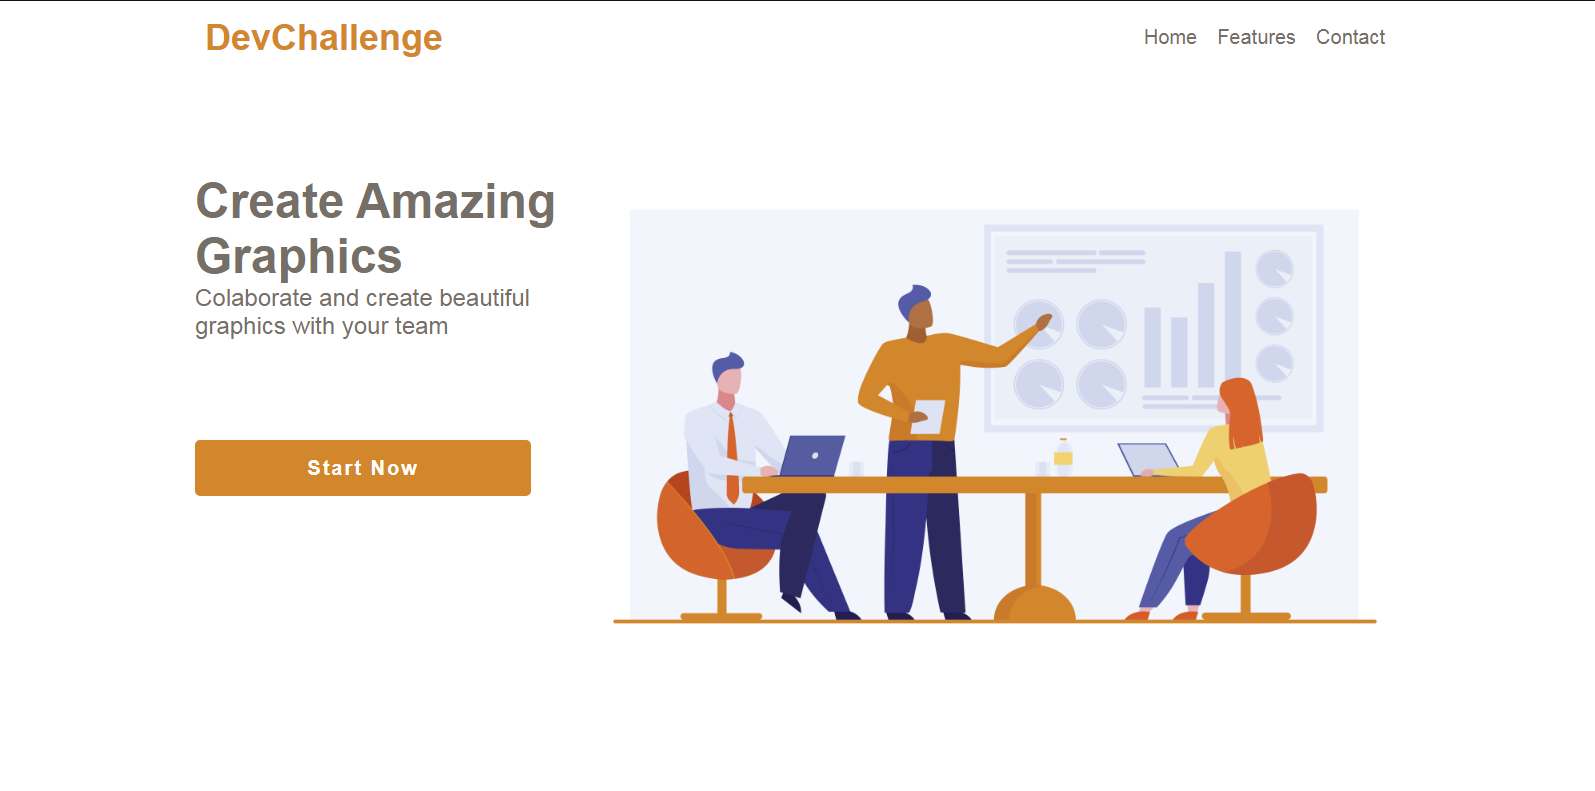 DevChallenge
Home Features Contact
Create Amazing
Graphics
Colaborate and create beautiful
graphics with your team
Start Now